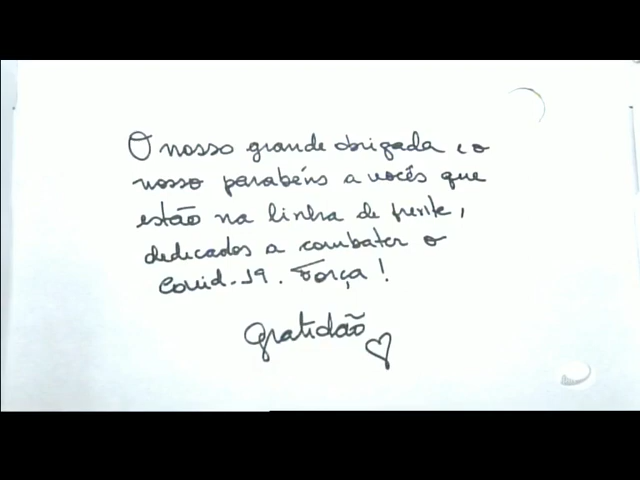 O nosso grande obrigada e o
nosso parabéns a vocês que
estão na linha de frente,
dedicados a combater o
Covid-19. Força!
Gratidão